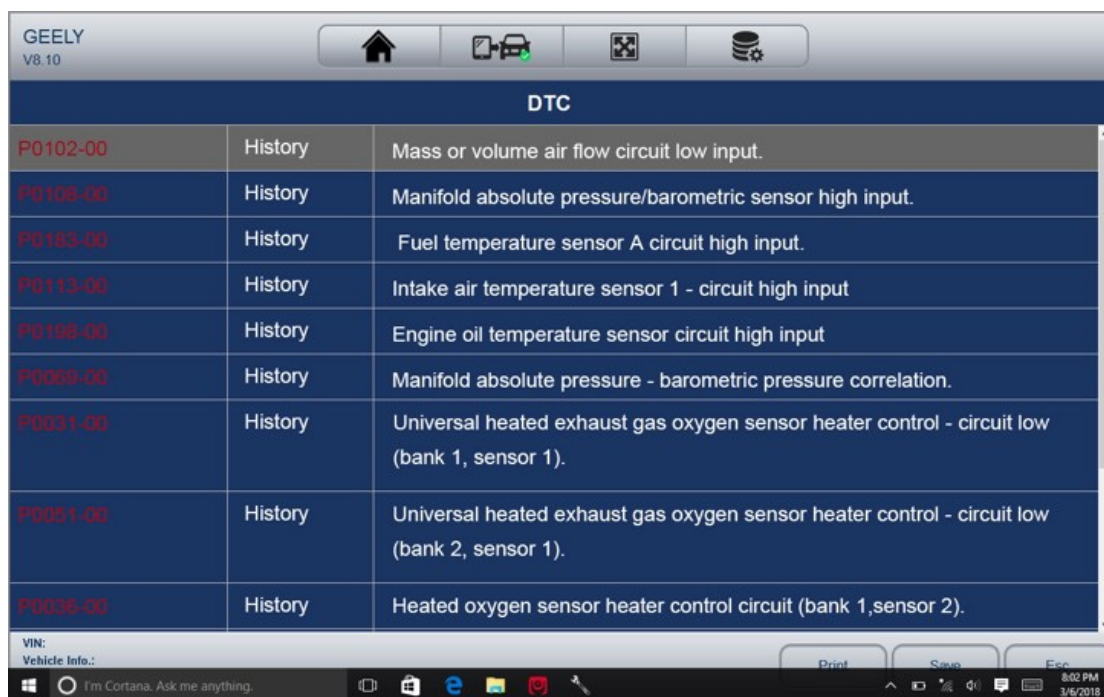 GEELY
V8.10
DTC
P0102-00 History Mass or volume air flow circuit low input.
P0108-00 History Manifold absolute pressure/barometric sensor high input.
P0183-00 History Fuel temperature sensor A circuit high input.
P0113-00 History Intake air temperature sensor 1 - circuit high input
P0198-00 History Engine oil temperature sensor circuit high input
P0069-00 History Manifold absolute pressure - barometric pressure correlation.
P0031-00 History Universal heated exhaust gas oxygen sensor heater control - circuit low
(bank 1, sensor 1).
P0051-00 History Universal heated exhaust gas oxygen sensor heater control - circuit low
(bank 2, sensor 1).
P0036-00 History Heated oxygen sensor heater control circuit (bank 1,sensor 2).
VIN:
Vehicle Info.:
Print Save Esc
I'm Cortana. Ask me anything.
8:02 PM
3/6/2018